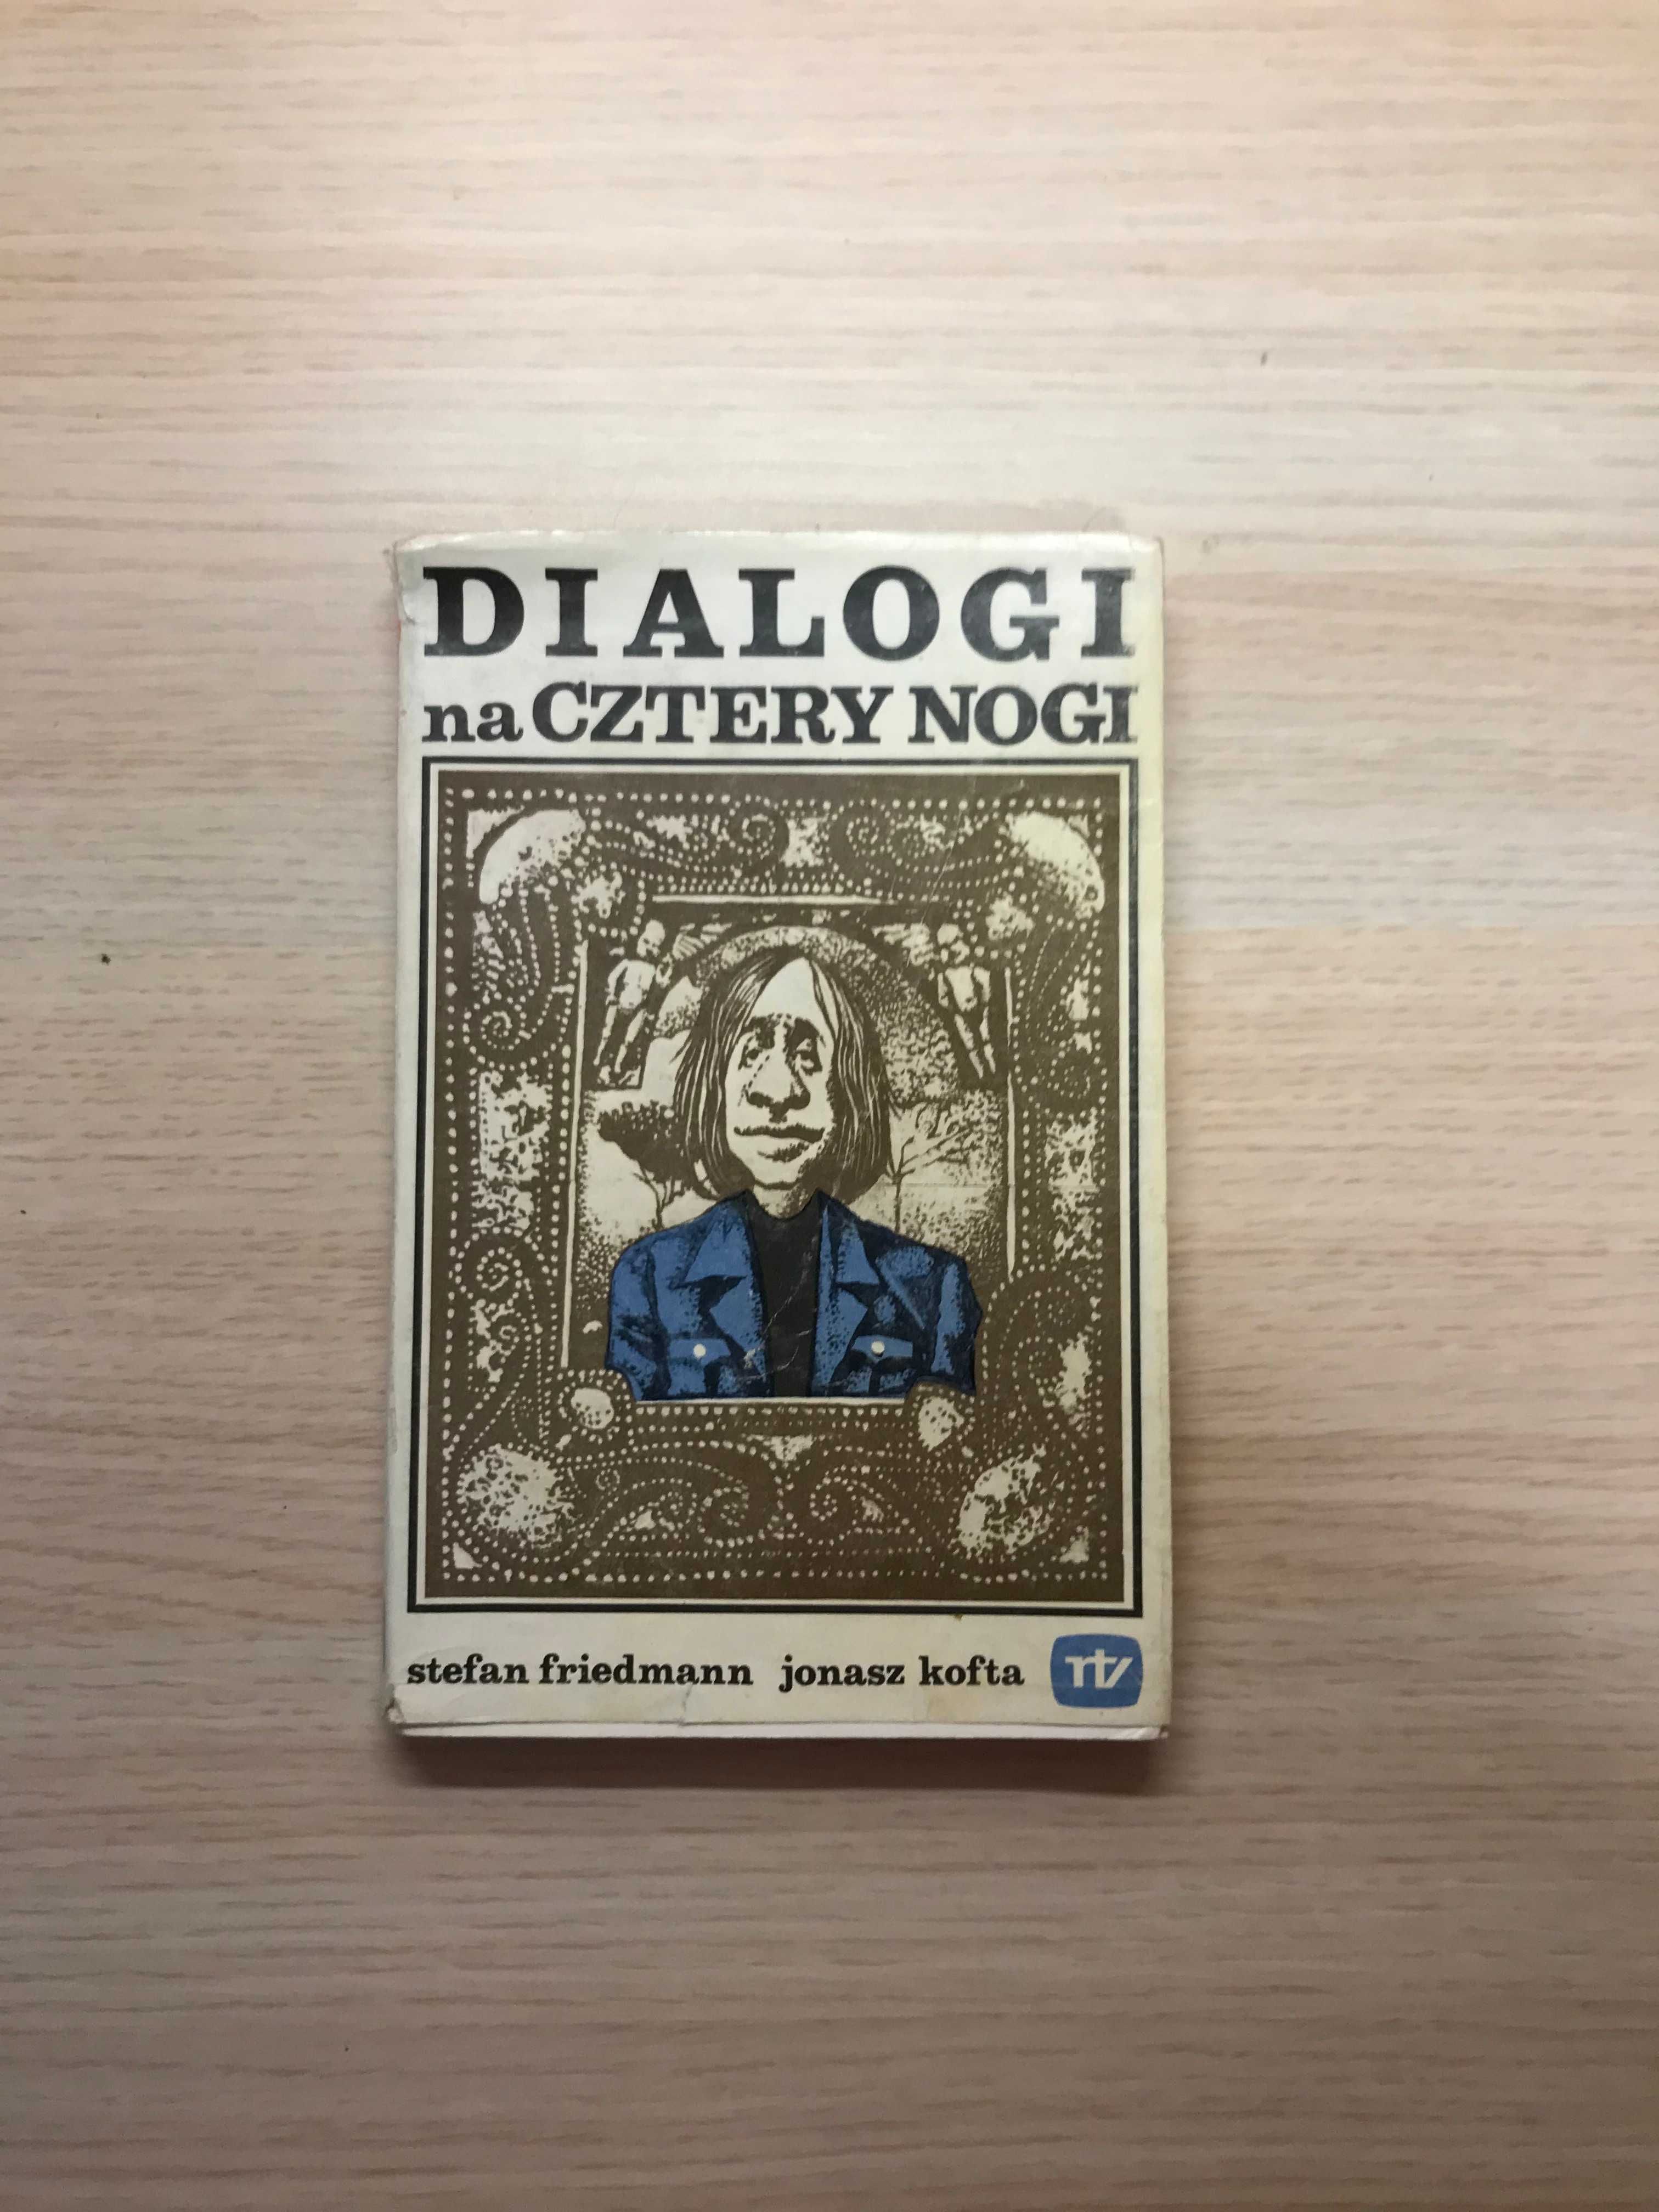 DIALOGI
na CZTERY NOGI
stefan friedmann jonasz kofta rtv